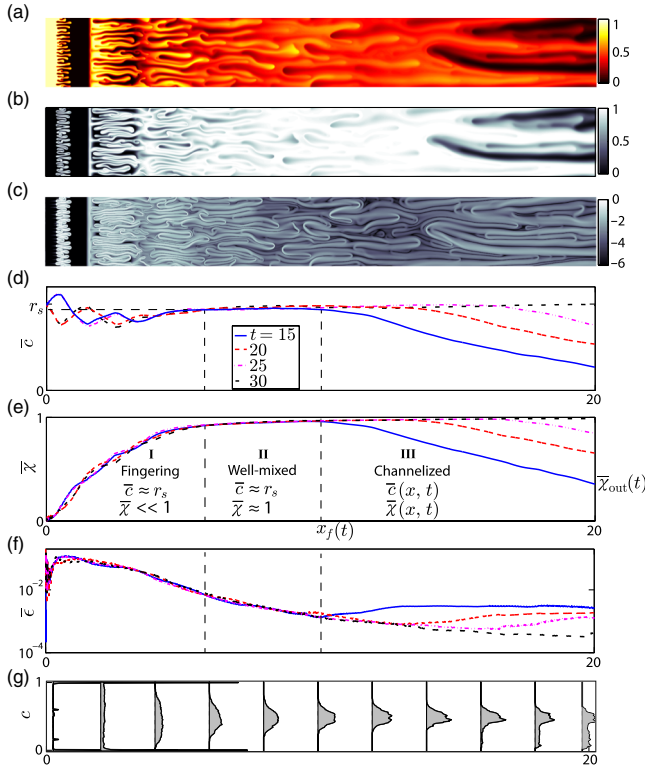 (a)
1
0.5
0
(b)
1
0.5
0
(c)
0
−2
−4
−6
(d)
r_s
c̅
0
t = 15
20
25
30
20
(e)
1
χ̅
0
I
Fingering
c̅ ≈ r_s
χ̅ << 1
II
Well-mixed
c̅ ≈ r_s
χ̅ ≈ 1
III
Channelized
c̅(x, t)
χ̅(x, t)
χ̅_out(t)
0
x_f(t)
20
(f)
10^−2
ϵ̅
10^−4
0
20
(g)
1
c
0
0
20